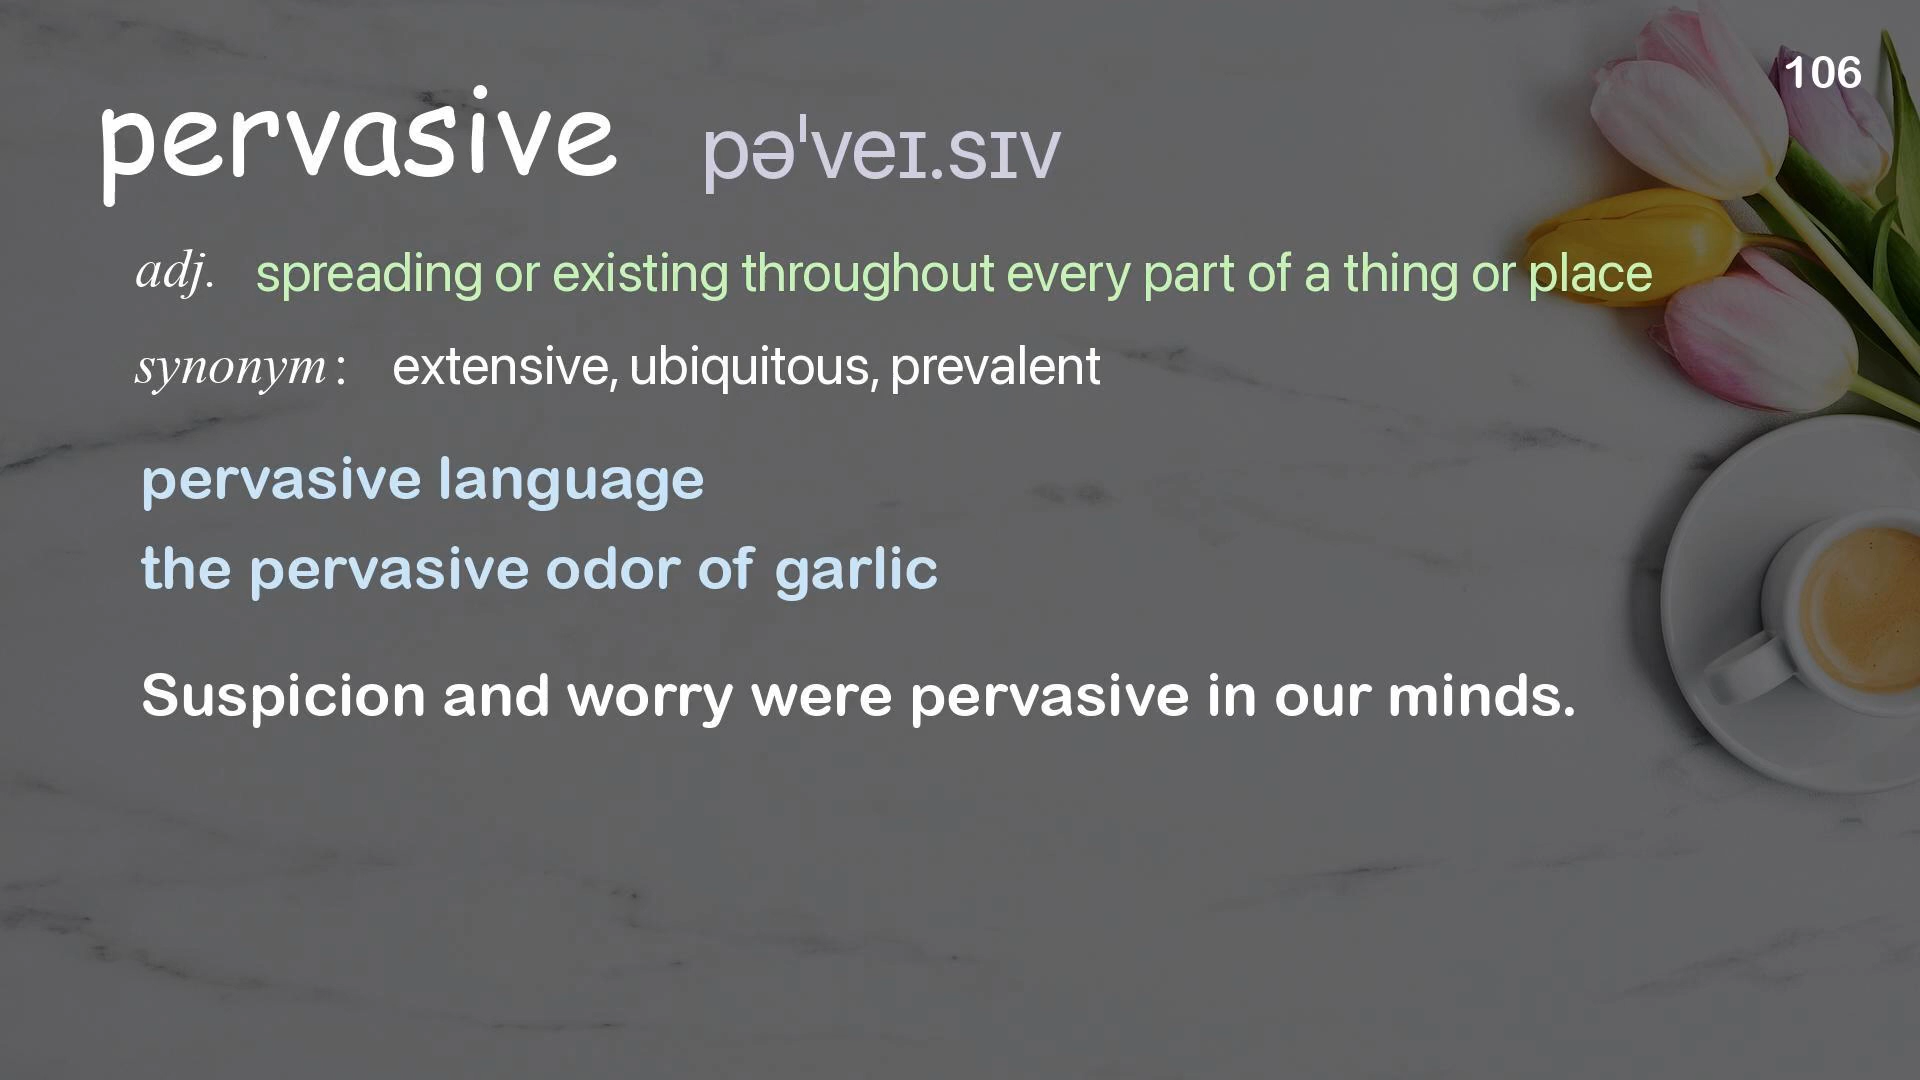 106
pervasive pəˈveɪ.sɪv
adj. spreading or existing throughout every part of a thing or place
synonym : extensive, ubiquitous, prevalent
pervasive language
the pervasive odor of garlic
Suspicion and worry were pervasive in our minds.